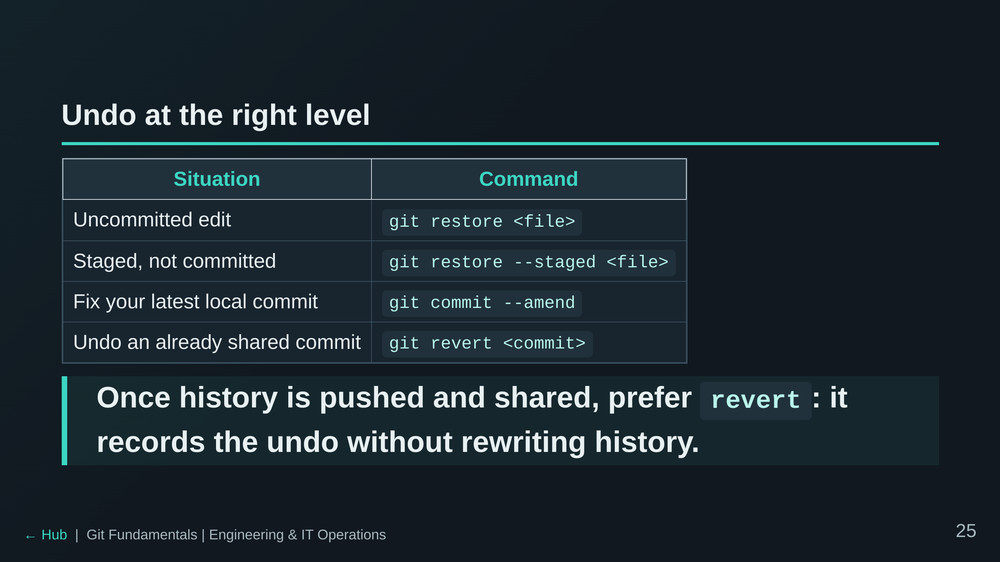 Undo at the right level
Situation Command
Uncommitted edit git restore <file>
Staged, not committed git restore --staged <file>
Fix your latest local commit git commit --amend
Undo an already shared commit git revert <commit>
Once history is pushed and shared, prefer revert: it
records the undo without rewriting history.
← Hub | Git Fundamentals | Engineering & IT Operations
25